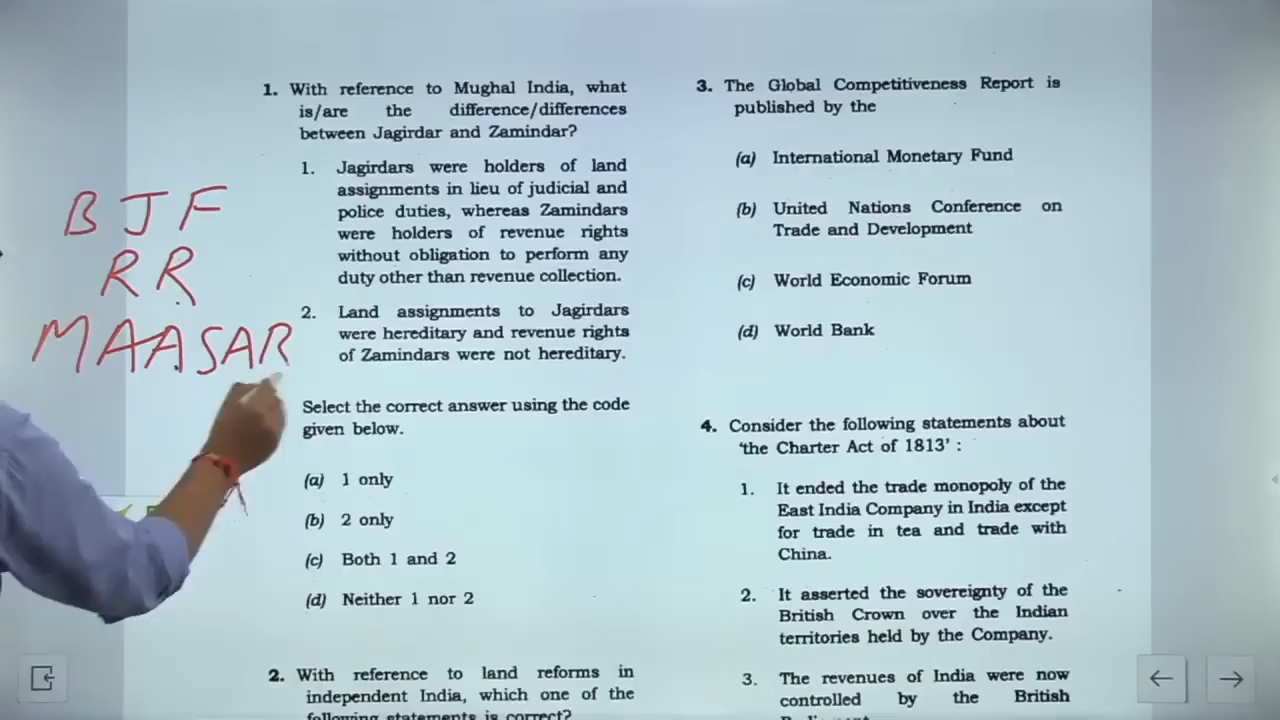 B J F
R R
MAASAR
1. With reference to Mughal India, what
is/are the difference/differences
between Jagirdar and Zamindar?
1. Jagirdars were holders of land
assignments in lieu of judicial and
police duties, whereas Zamindars
were holders of revenue rights
without obligation to perform any
duty other than revenue collection.
2. Land assignments to Jagirdars
were hereditary and revenue rights
of Zamindars were not hereditary.
Select the correct answer using the code
given below.
(a) 1 only
(b) 2 only
(c) Both 1 and 2
(d) Neither 1 nor 2
2. With reference to land reforms in
independent India, which one of the
following statements is correct?
3. The Global Competitiveness Report is
published by the
(a) International Monetary Fund
(b) United Nations Conference on
Trade and Development
(c) World Economic Forum
(d) World Bank
4. Consider the following statements about
'the Charter Act of 1813' :
1. It ended the trade monopoly of the
East India Company in India except
for trade in tea and trade with
China.
2. It asserted the sovereignty of the
British Crown over the Indian
territories held by the Company.
3. The revenues of India were now
controlled by the British